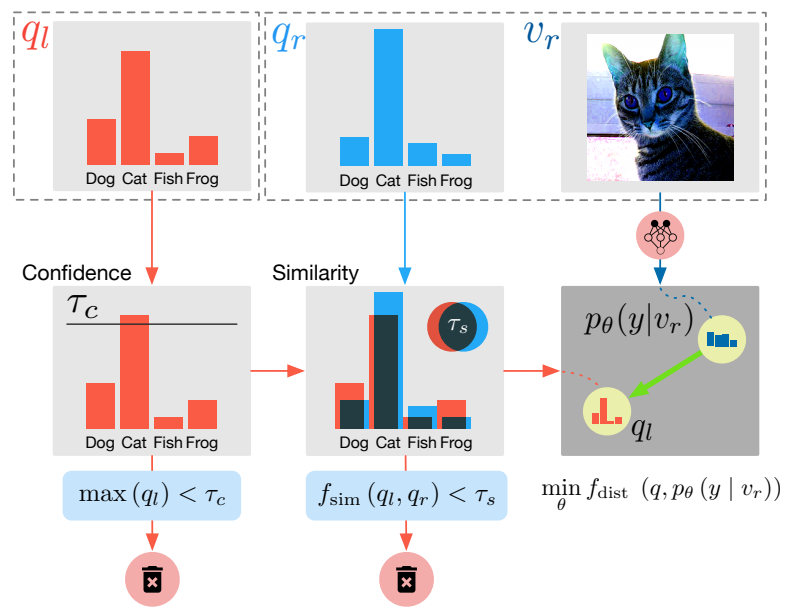 q_l
q_r
v_r
Dog Cat Fish Frog
Dog Cat Fish Frog
Confidence
Similarity
τ_c
τ_s
p_θ(y|v_r)
q_l
Dog Cat Fish Frog
Dog Cat Fish Frog
max (q_l) < τ_c
f_sim (q_l, q_r) < τ_s
min_θ f_dist (q, p_θ (y | v_r))